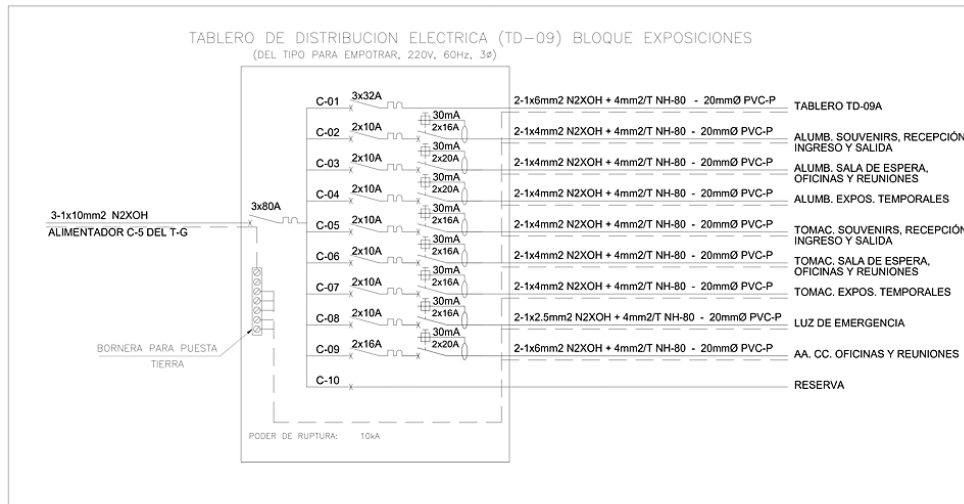 TABLERO DE DISTRIBUCION ELECTRICA (TD-09) BLOQUE EXPOSICIONES
(DEL TIPO PARA EMPOTRAR, 220V, 60Hz, 3ø)
C-01 3x32A 2-1x6mm2 N2XOH + 4mm2/T NH-80 - 20mmØ PVC-P TABLERO TD-09A
30mA
C-02 2x10A 2x16A 2-1x4mm2 N2XOH + 4mm2/T NH-80 - 20mmØ PVC-P ALUMB. SOUVENIRS, RECEPCIÓN
INGRESO Y SALIDA
30mA
C-03 2x10A 2x20A 2-1x4mm2 N2XOH + 4mm2/T NH-80 - 20mmØ PVC-P ALUMB. SALA DE ESPERA,
OFICINAS Y REUNIONES
30mA
C-04 2x10A 2x20A 2-1x4mm2 N2XOH + 4mm2/T NH-80 - 20mmØ PVC-P ALUMB. EXPOS. TEMPORALES
3x80A
3-1x10mm2 N2XOH
ALIMENTADOR C-5 DEL T-G
30mA
C-05 2x10A 2x16A 2-1x4mm2 N2XOH + 4mm2/T NH-80 - 20mmØ PVC-P TOMAC. SOUVENIRS, RECEPCIÓN
INGRESO Y SALIDA
30mA
C-06 2x10A 2x16A 2-1x4mm2 N2XOH + 4mm2/T NH-80 - 20mmØ PVC-P TOMAC. SALA DE ESPERA,
OFICINAS Y REUNIONES
30mA
C-07 2x10A 2x16A 2-1x4mm2 N2XOH + 4mm2/T NH-80 - 20mmØ PVC-P TOMAC. EXPOS. TEMPORALES
30mA
C-08 2x10A 2x16A 2-1x2.5mm2 N2XOH + 4mm2/T NH-80 - 20mmØ PVC-P LUZ DE EMERGENCIA
30mA
C-09 2x16A 2x20A 2-1x6mm2 N2XOH + 4mm2/T NH-80 - 20mmØ PVC-P AA. CC. OFICINAS Y REUNIONES
BORNERA PARA PUESTA
TIERRA
C-10 RESERVA
PODER DE RUPTURA: 10kA